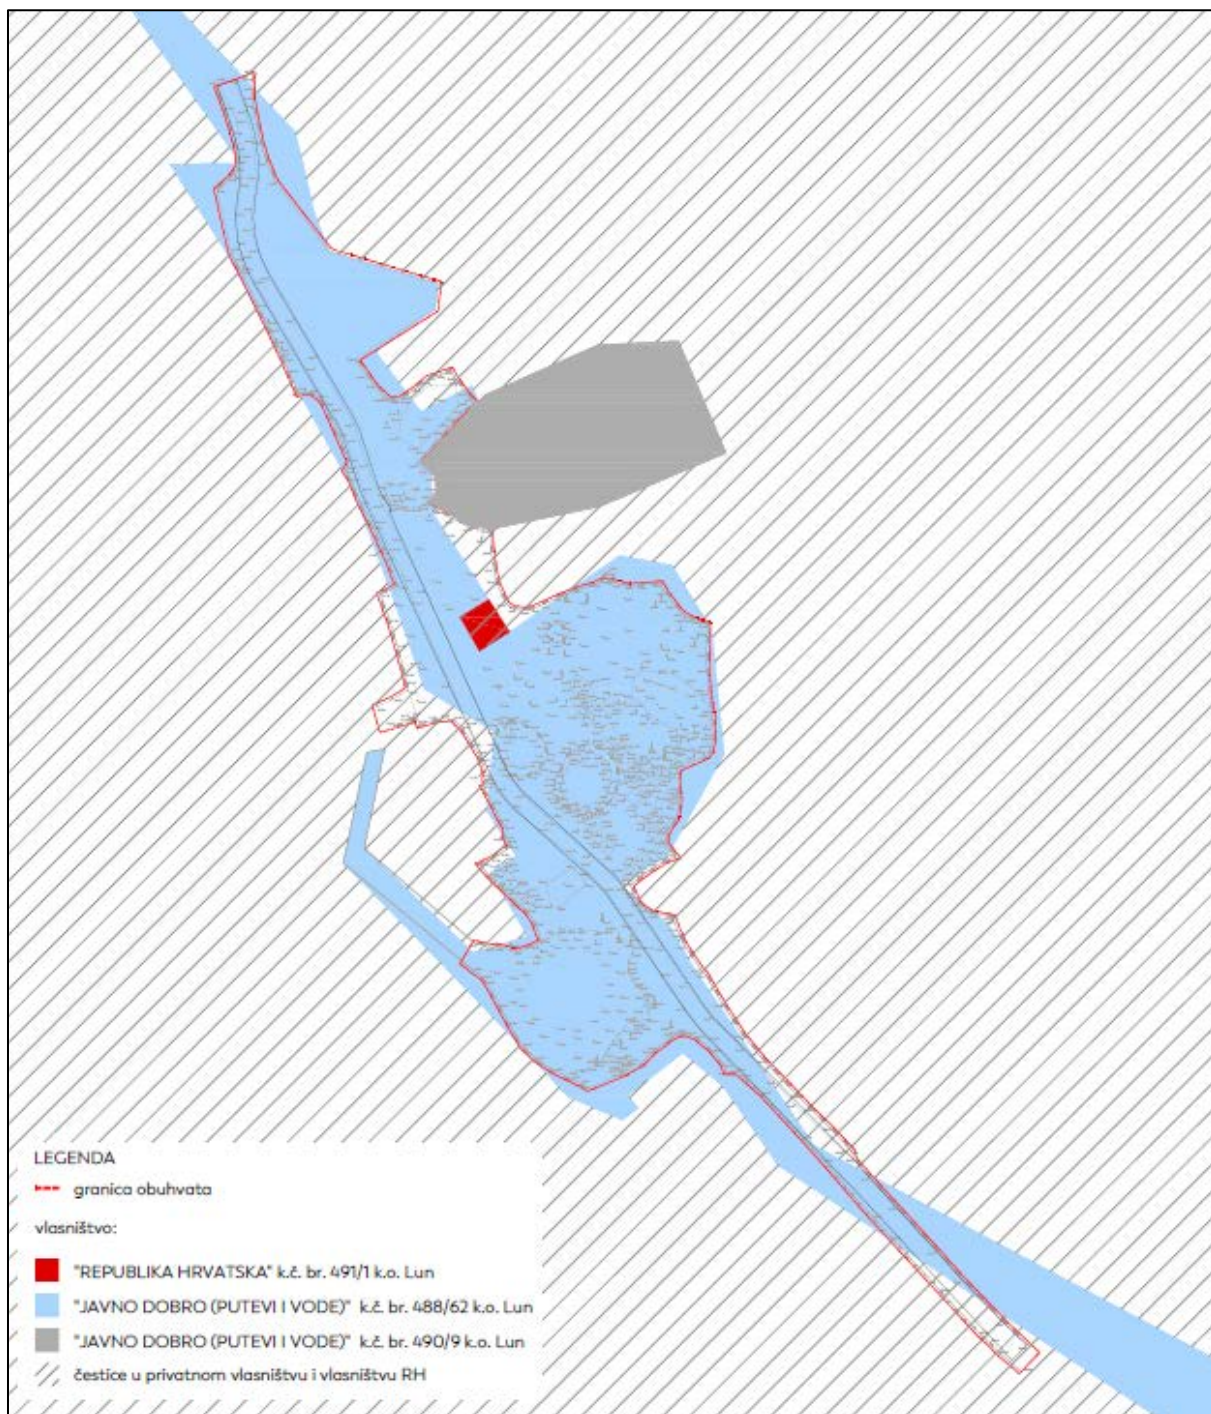 LEGENDA
granica obuhvata
vlasništvo:
"REPUBLIKA HRVATSKA" k.č. br. 491/1 k.o. Lun
"JAVNO DOBRO (PUTEVI I VODE)" k.č. br. 488/62 k.o. Lun
"JAVNO DOBRO (PUTEVI I VODE)" k.č. br. 490/9 k.o. Lun
čestice u privatnom vlasništvu i vlasništvu RH